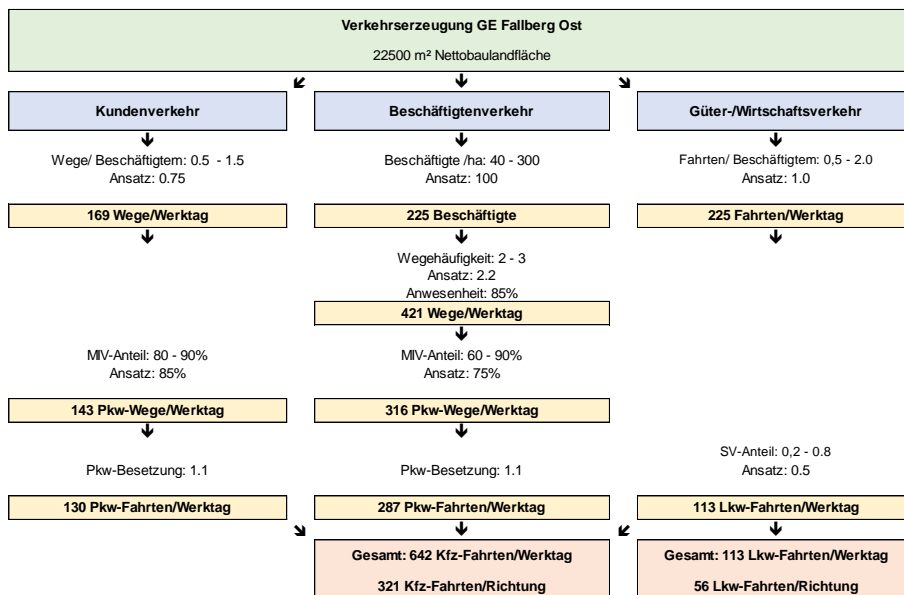 Verkehrserzeugung GE Fallberg Ost
22500 m² Nettobaulandfläche
Kundenverkehr
Beschäftigtenverkehr
Güter-/Wirtschaftsverkehr
Wege/ Beschäftigtem: 0.5 - 1.5
Ansatz: 0.75
Beschäftigte /ha: 40 - 300
Ansatz: 100
Fahrten/ Beschäftigtem: 0,5 - 2.0
Ansatz: 1.0
169 Wege/Werktag
225 Beschäftigte
225 Fahrten/Werktag
Wegehäufigkeit: 2 - 3
Ansatz: 2.2
Anwesenheit: 85%
421 Wege/Werktag
MIV-Anteil: 80 - 90%
Ansatz: 85%
MIV-Anteil: 60 - 90%
Ansatz: 75%
143 Pkw-Wege/Werktag
316 Pkw-Wege/Werktag
Pkw-Besetzung: 1.1
Pkw-Besetzung: 1.1
SV-Anteil: 0,2 - 0.8
Ansatz: 0.5
130 Pkw-Fahrten/Werktag
287 Pkw-Fahrten/Werktag
113 Lkw-Fahrten/Werktag
Gesamt: 642 Kfz-Fahrten/Werktag
321 Kfz-Fahrten/Richtung
Gesamt: 113 Lkw-Fahrten/Werktag
56 Lkw-Fahrten/Richtung